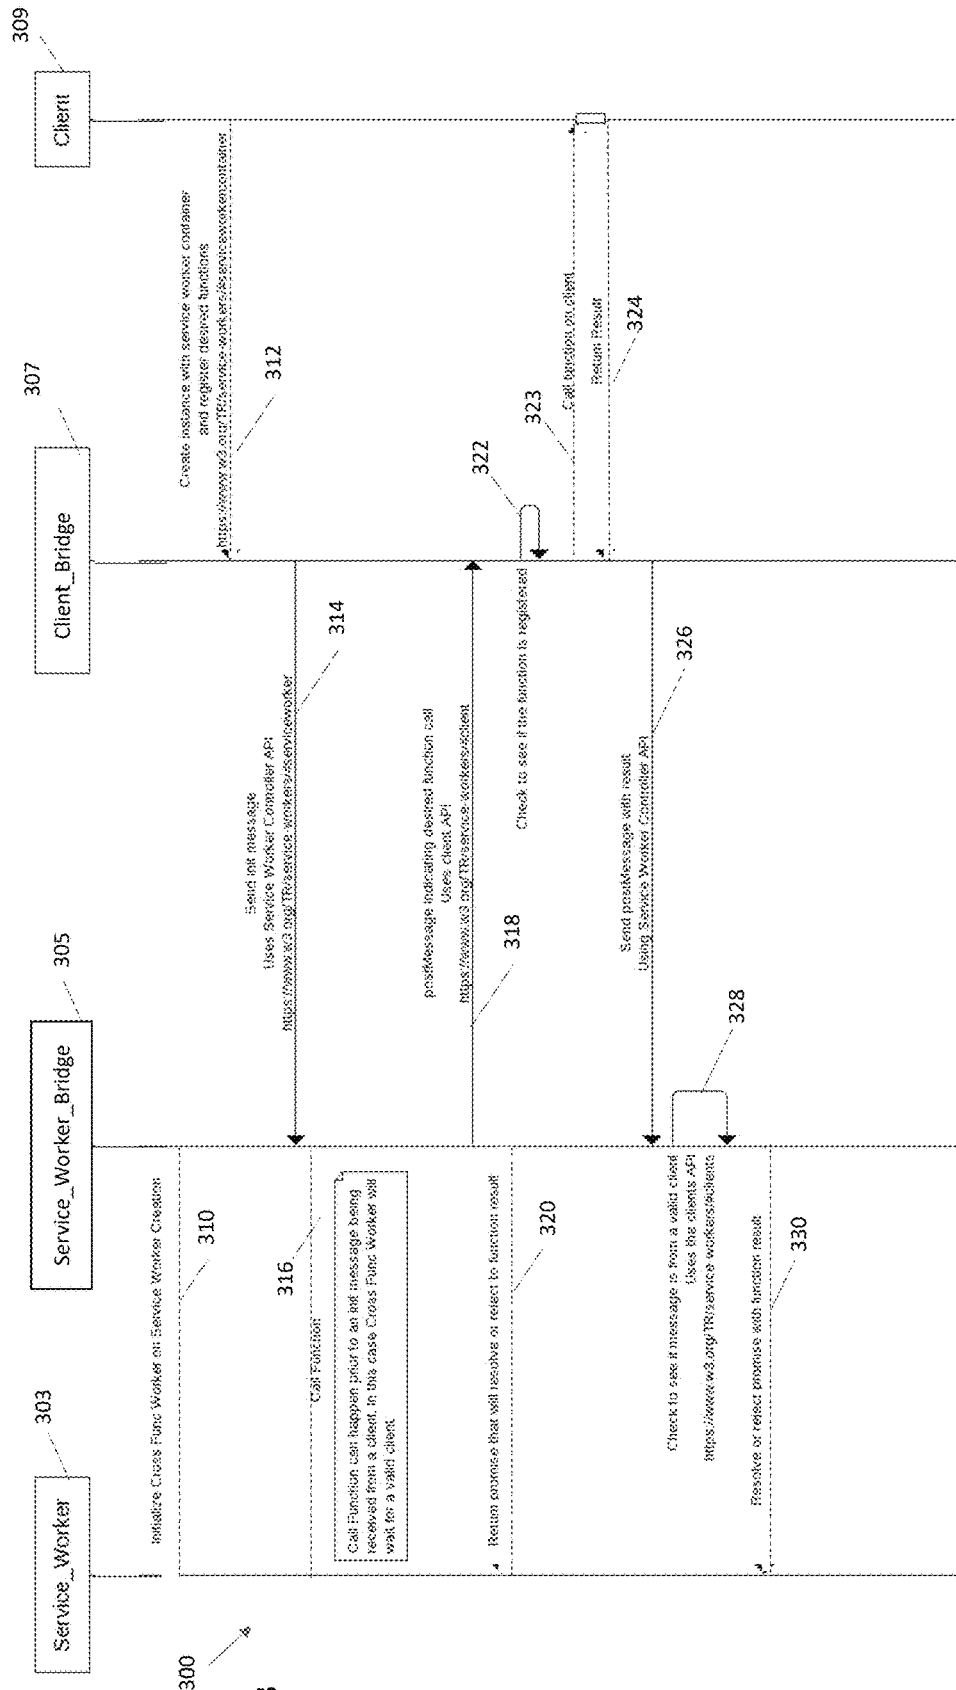 300
Service_Worker
303
Service_Worker_Bridge
305
Client_Bridge
307
Client
309
Initialize Cross Func Worker on Service Worker Creation
310
Create instance with service worker container
and register desired functions
https://www.w3.org/TR/service-workers/#serviceworkercontainer
312
Send init message
Uses Service Worker Controller API
https://www.w3.org/TR/service-workers/#serviceworker
314
Call Function
316
Call Function can happen prior to an init message being
received from a client. In this case Cross Func Worker will
wait for a valid client
postMessage indicating desired function call
Uses client API
https://www.w3.org/TR/service-workers/#client
318
Return promise that will resolve or reject to function result
320
Check to see if the function is registered
322
Call function on client
323
Return Result
324
Send postMessage with result
Using Service Worker Controller API
326
Check to see if message is from a valid client
Uses the clients API
https://www.w3.org/TR/service-workers/#clients
328
Resolve or reject promise with function result
330